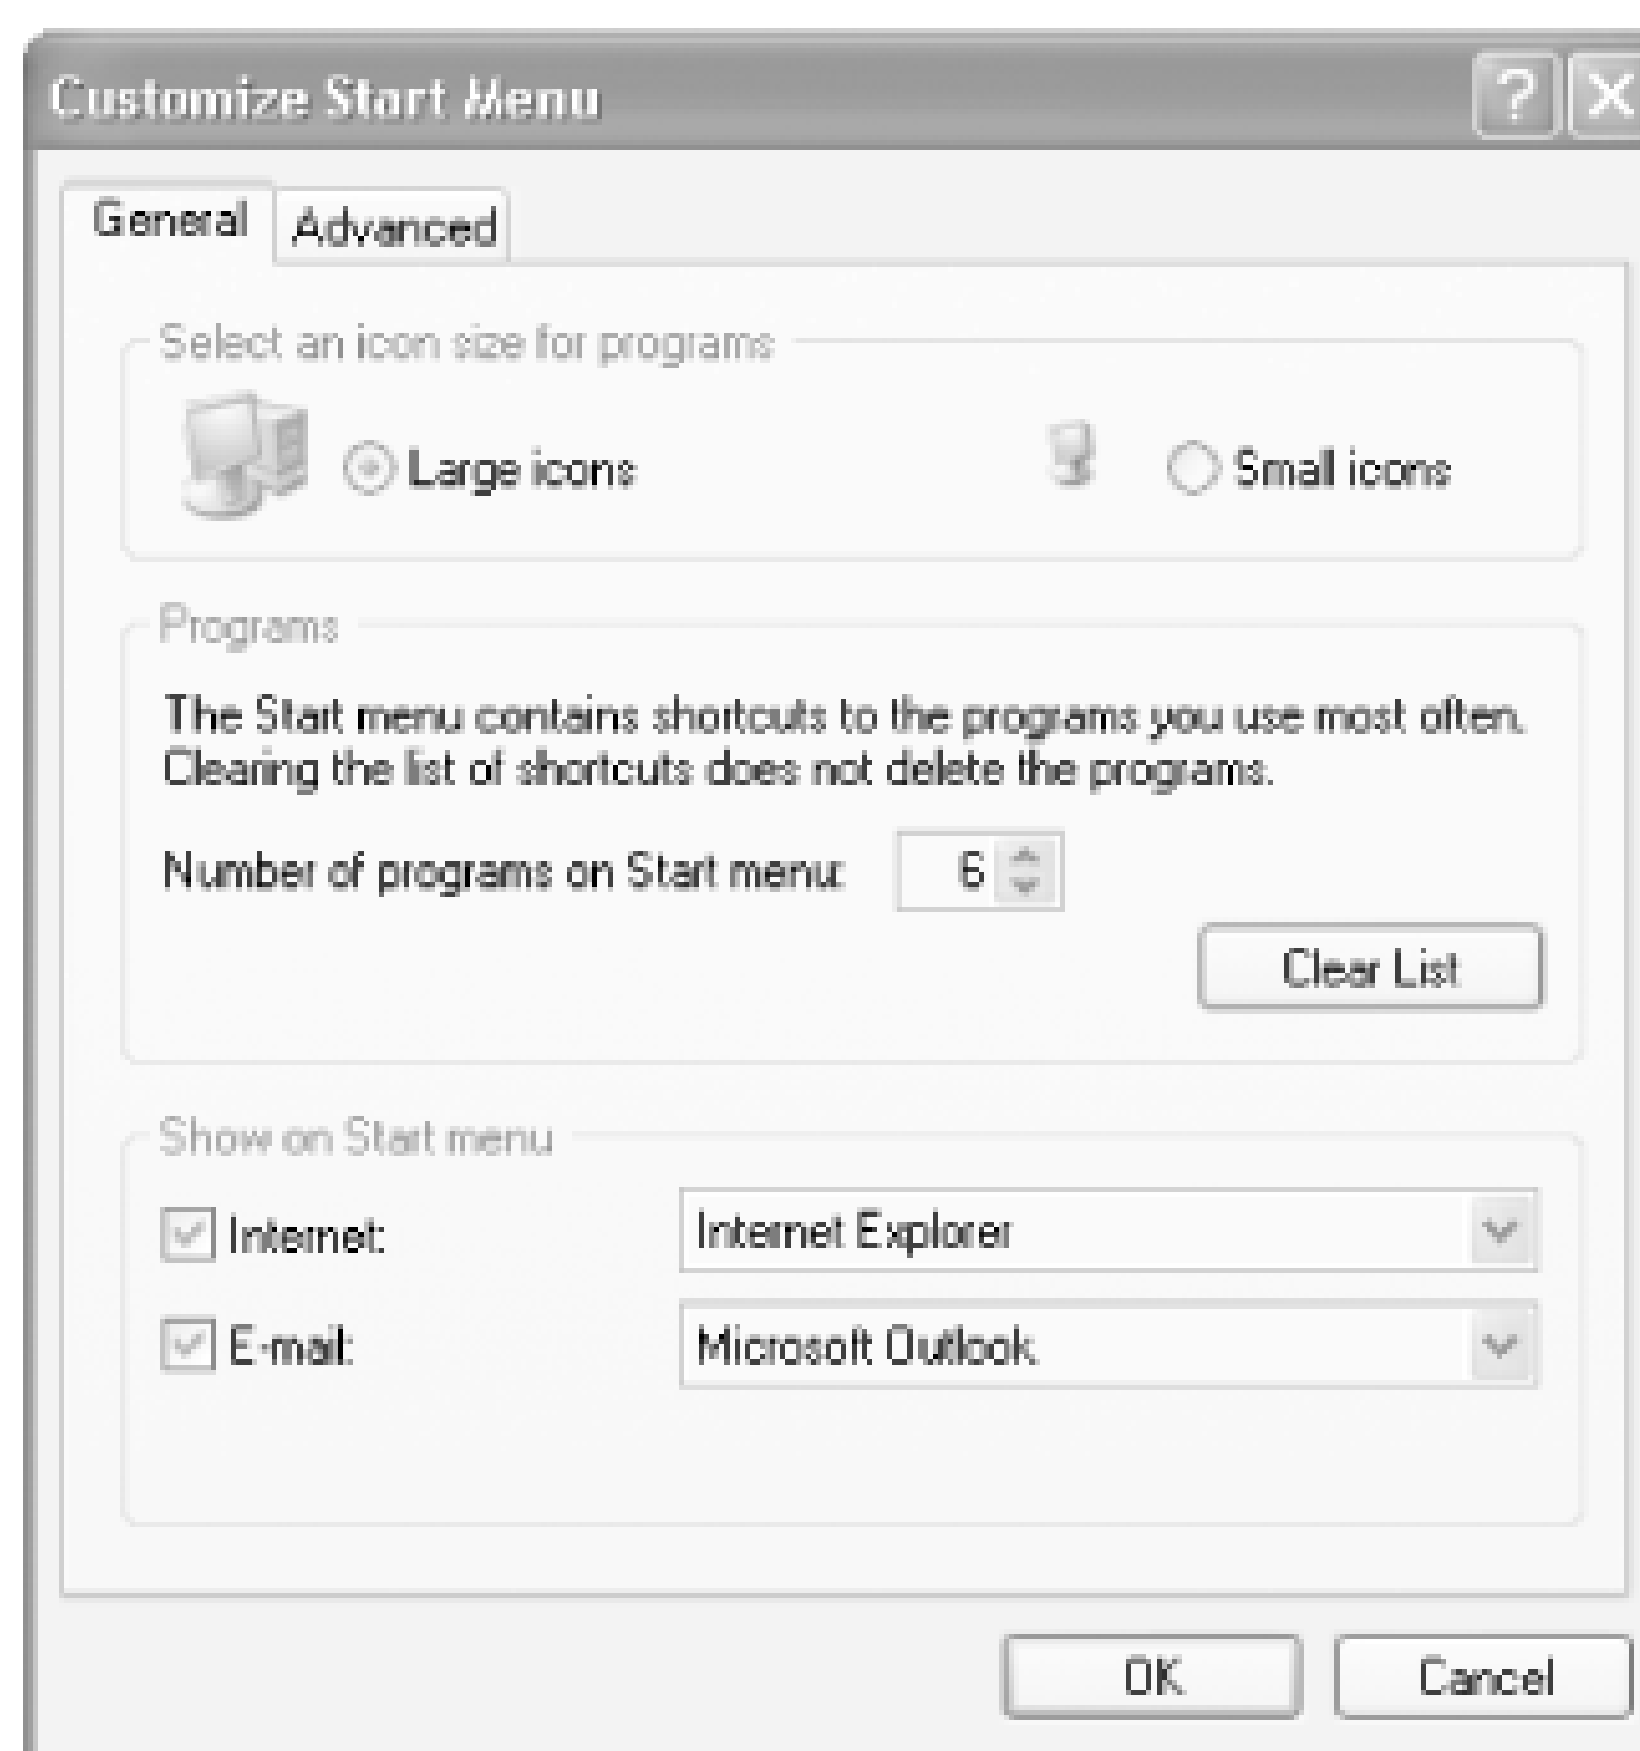 Customize Start Menu
General Advanced
Select an icon size for programs
Large icons Small icons
Programs
The Start menu contains shortcuts to the programs you use most often.
Clearing the list of shortcuts does not delete the programs.
Number of programs on Start menu: 6
Clear List
Show on Start menu
Internet: Internet Explorer
E-mail: Microsoft Outlook
OK Cancel